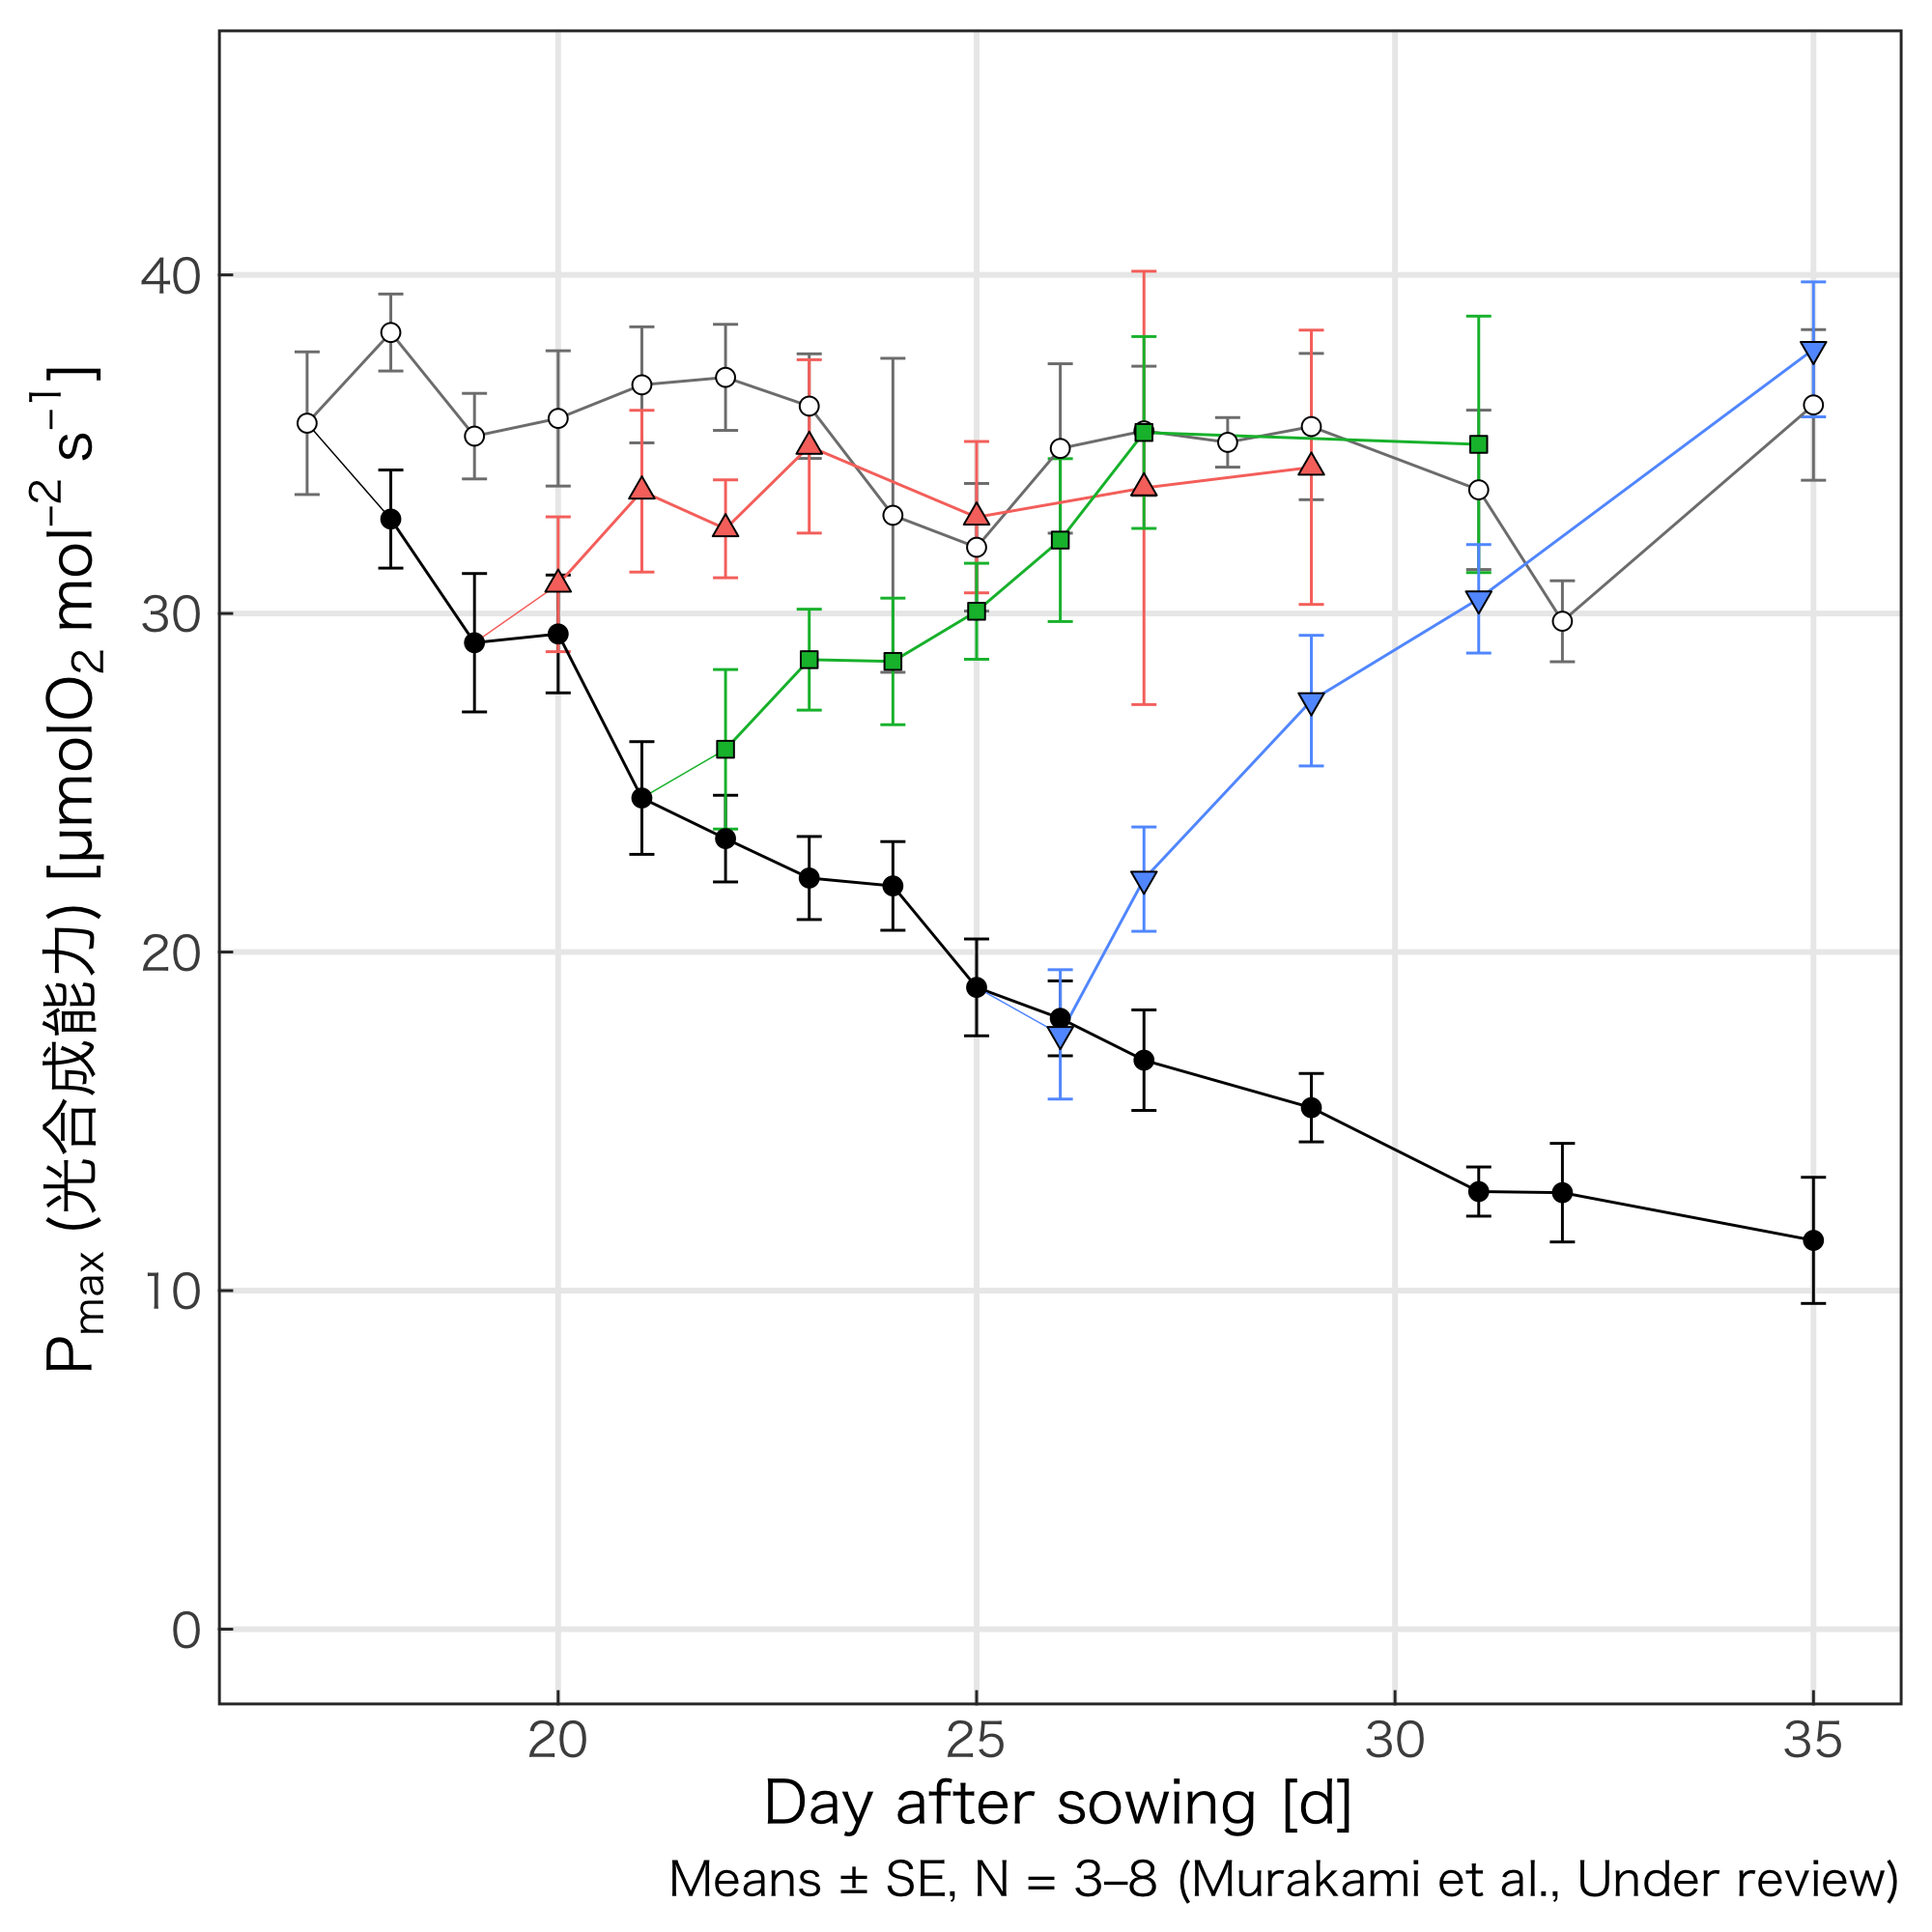 40
30
20
10
0
20 25 30 35
Pmax (光合成能力) [µmolO2 mol−2 s−1]
Day after sowing [d]
Means ± SE, N = 3–8 (Murakami et al., Under review)